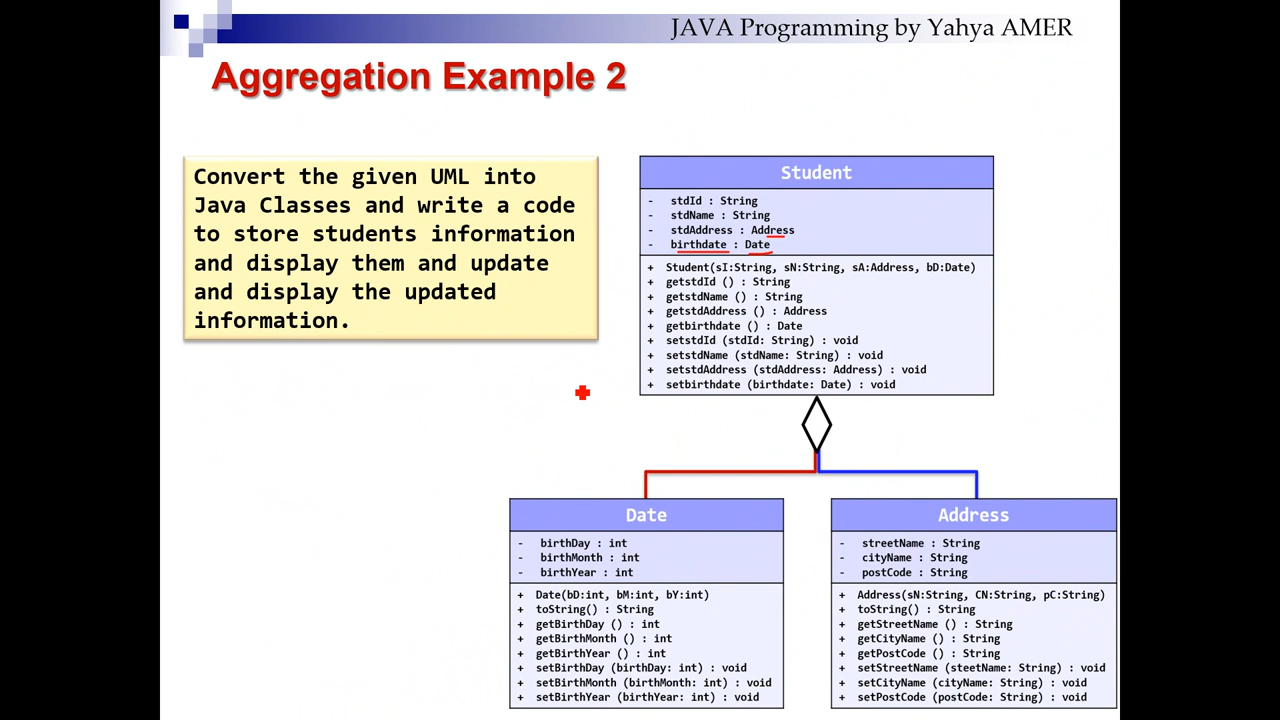 JAVA Programming by Yahya AMER
Aggregation Example 2
Convert the given UML into
Java Classes and write a code
to store students information
and display them and update
and display the updated
information.
Student
- stdId : String
- stdName : String
- stdAddress : Address
- birthdate : Date
+ Student(sI:String, sN:String, sA:Address, bD:Date)
+ getstdId () : String
+ getstdName () : String
+ getstdAddress () : Address
+ getbirthdate () : Date
+ setstdId (stdId: String) : void
+ setstdName (stdName: String) : void
+ setstdAddress (stdAddress: Address) : void
+ setbirthdate (birthdate: Date) : void
Date
- birthDay : int
- birthMonth : int
- birthYear : int
+ Date(bD:int, bM:int, bY:int)
+ toString() : String
+ getBirthDay () : int
+ getBirthMonth () : int
+ getBirthYear () : int
+ setBirthDay (birthDay: int) : void
+ setBirthMonth (birthMonth: int) : void
+ setBirthYear (birthYear: int) : void
Address
- streetName : String
- cityName : String
- postCode : String
+ Address(sN:String, CN:String, pC:String)
+ toString() : String
+ getStreetName () : String
+ getCityName () : String
+ getPostCode () : String
+ setStreetName (steetName: String) : void
+ setCityName (cityName: String) : void
+ setPostCode (postCode: String) : void